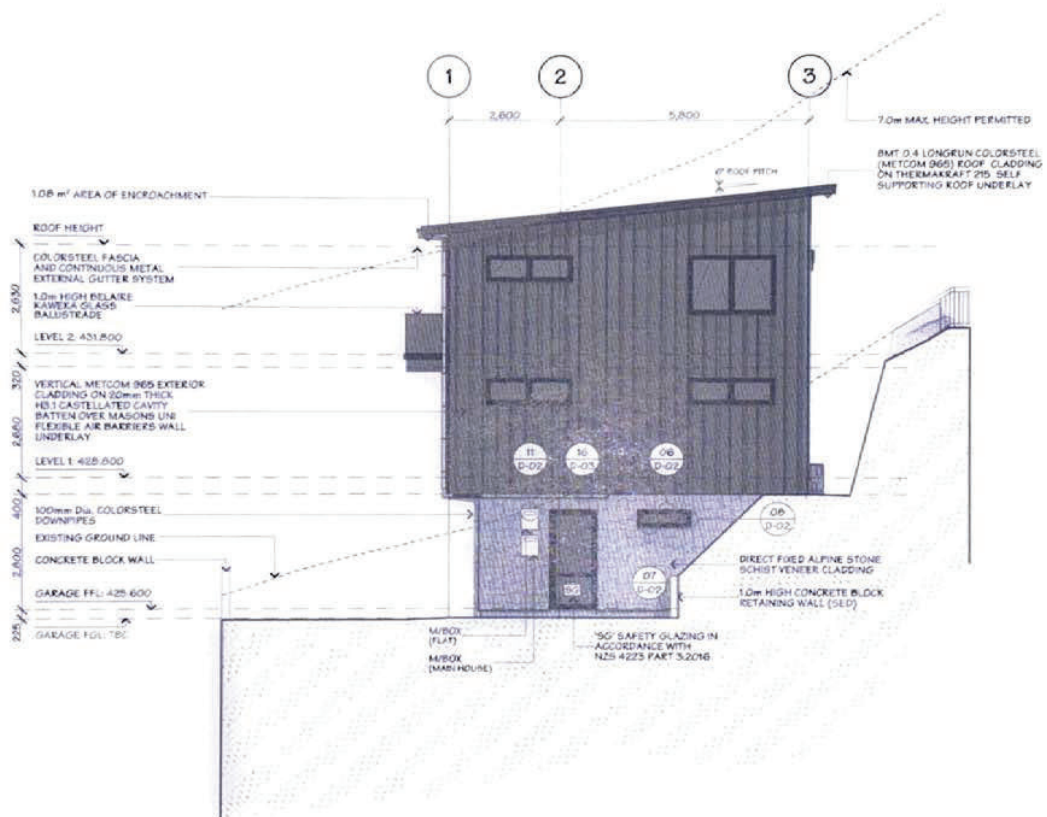 1
2
3
2,800
5,800
7.0m MAX. HEIGHT PERMITTED
BMT 0.4 LONGRUN COLORSTEEL
(METCOM 965) ROOF CLADDING
ON THERMAKRAFT 215 SELF
SUPPORTING ROOF UNDERLAY
ROOF PITCH
1.08 m² AREA OF ENCROACHMENT
ROOF HEIGHT
COLORSTEEL FASCIA
AND CONTINUOUS METAL
EXTERNAL GUTTER SYSTEM
1.0m HIGH BELAIRE
KAWEKA GLASS
BALUSTRADE
2,630
LEVEL 2: 431.800
320
VERTICAL METCOM 965 EXTERIOR
CLADDING ON 20mm THICK
H3.1 CASTELLATED CAVITY
BATTEN OVER MASONS UNI
FLEXIBLE AIR BARRIERS WALL
UNDERLAY
2,680
LEVEL 1: 428.800
11
D-02
16
D-03
06
D-02
400
100mm Dia. COLORSTEEL
DOWNPIPES
EXISTING GROUND LINE
CONCRETE BLOCK WALL
2,800
08
D-02
DIRECT FIXED ALPINE STONE
SCHIST VENEER CLADDING
07
D-02
SG
1.0m HIGH CONCRETE BLOCK
RETAINING WALL (SED)
GARAGE FFL: 425.600
225
GARAGE FGL: TBC
M/BOX
(FLAT)
M/BOX
(MAIN HOUSE)
'SG' SAFETY GLAZING IN
ACCORDANCE WITH
NZS 4223 PART 3:2016